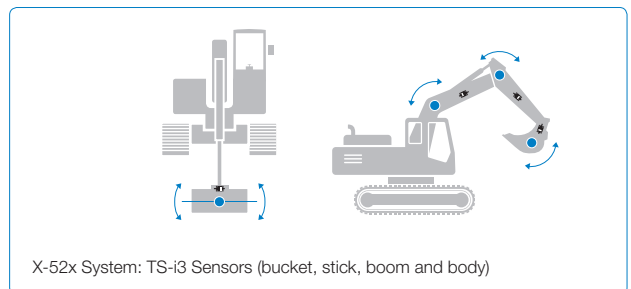 X-52x System: TS-i3 Sensors (bucket, stick, boom and body)